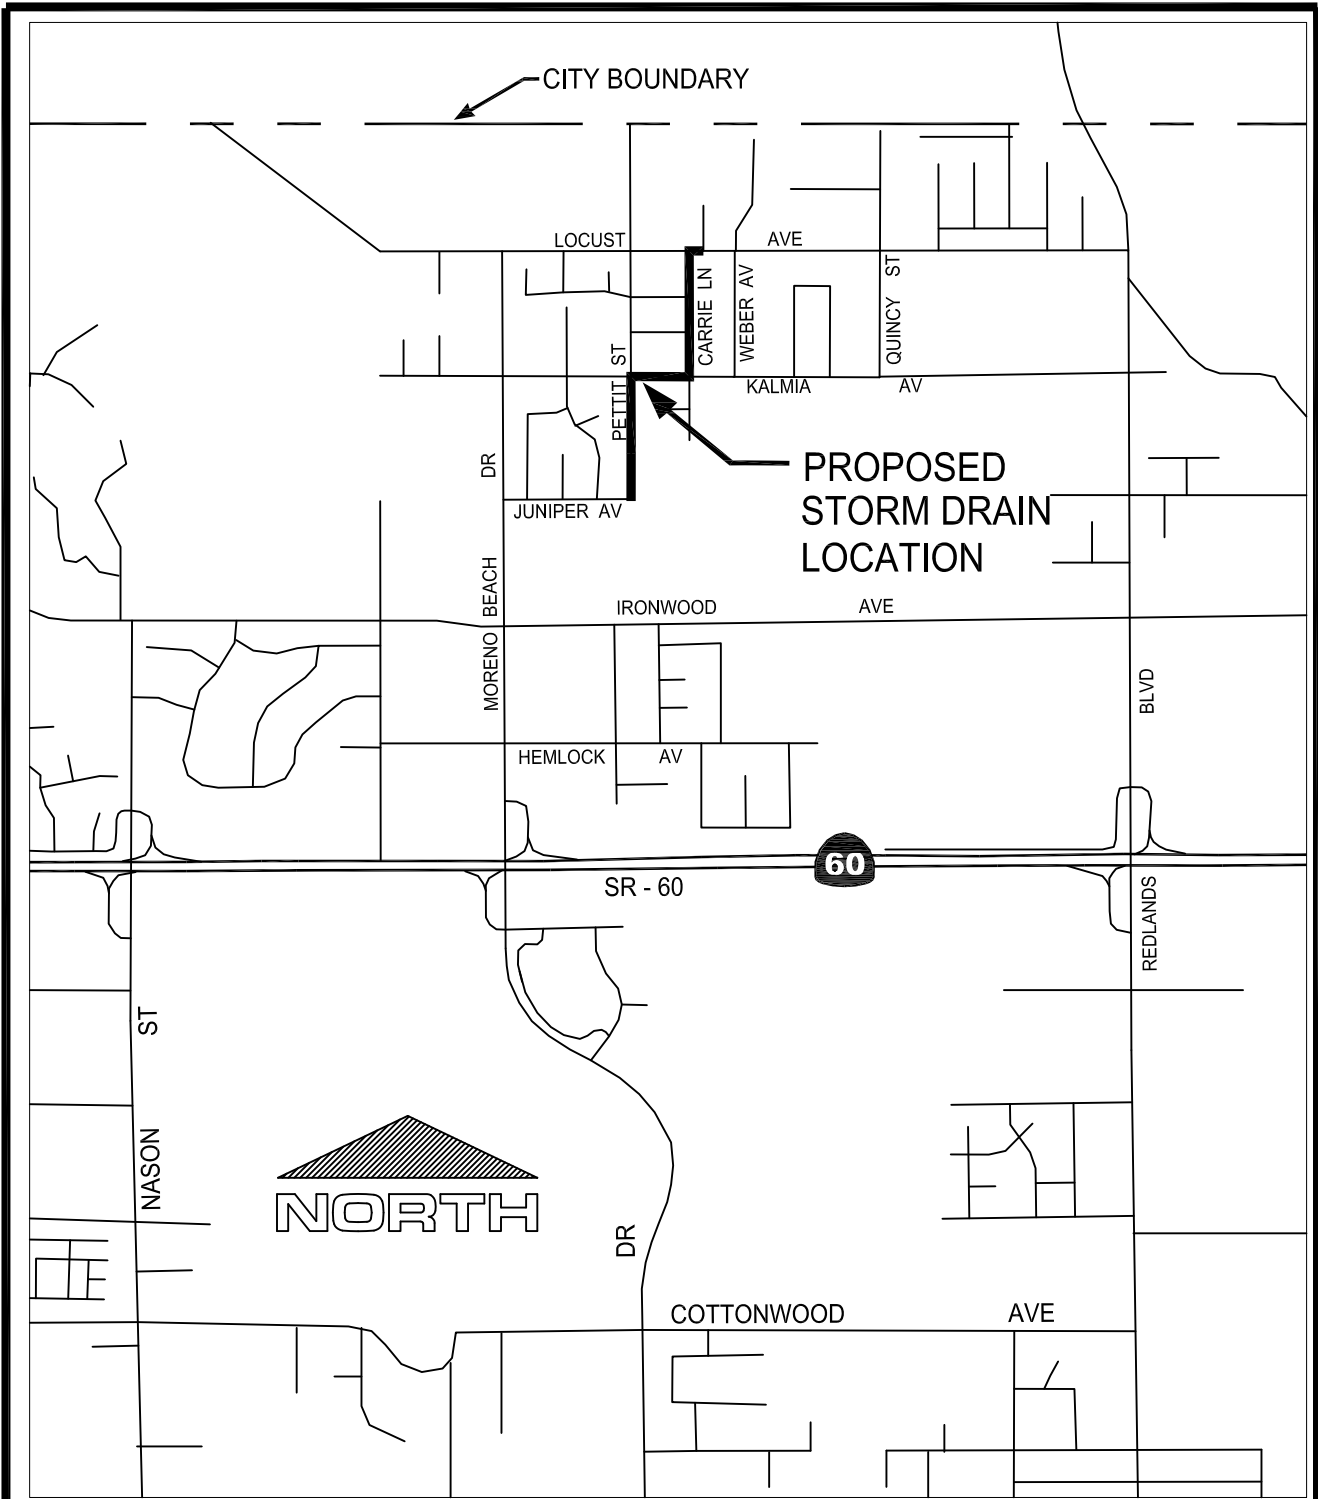 CITY BOUNDARY
LOCUST AVE
CARRIE LN
WEBER AV
QUINCY ST
PETTIT ST
KALMIA AV
PROPOSED
STORM DRAIN
LOCATION
JUNIPER AV
MORENO BEACH DR
IRONWOOD AVE
HEMLOCK AV
REDLANDS BLVD
60
SR - 60
NASON ST
NORTH
DR
COTTONWOOD AVE